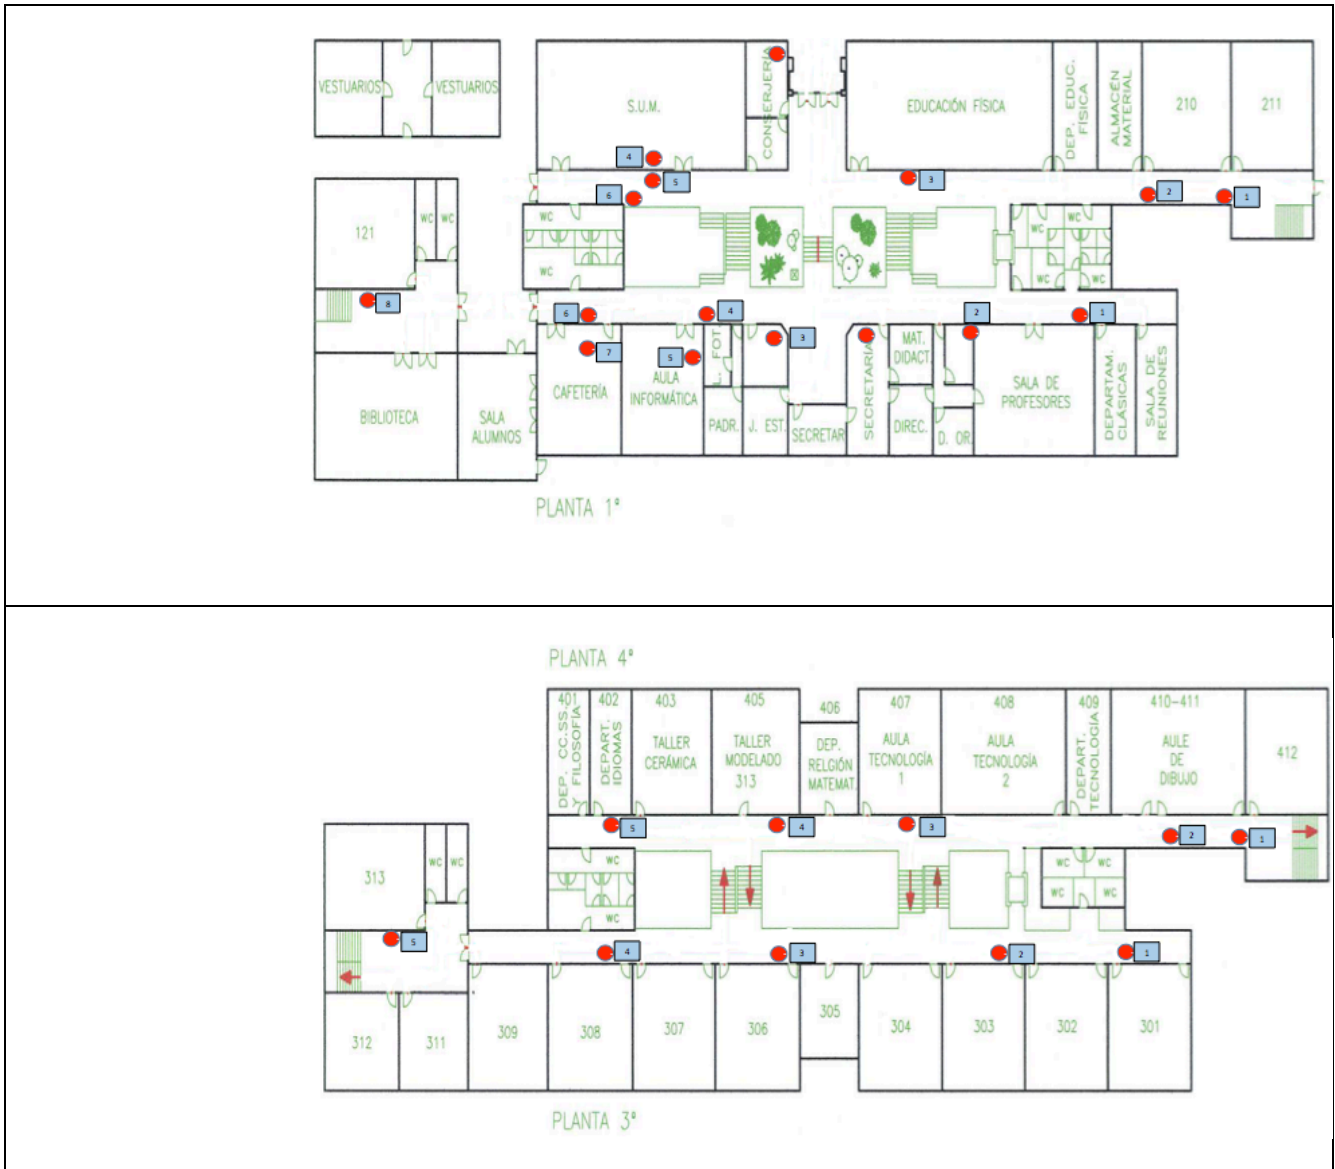 VESTUARIOS
VESTUARIOS
S.U.M.
CONSERJERÍA
EDUCACIÓN FÍSICA
DEP. EDUC.
FÍSICA
ALMACÉN
MATERIAL
210
211
4
5
6
3
2
1
121
WC
WC
WC
WC
WC
WC
WC
WC
8
6
4
2
1
3
5
7
L. FOT.
MAT.
DIDACT.
CAFETERÍA
AULA
INFORMÁTICA
SECRETARÍA
SALA DE
PROFESORES
DEPARTAM.
CLÁSICAS
SALA DE
REUNIONES
BIBLIOTECA
SALA
ALUMNOS
PADR.
J. EST.
SECRETAR
DIREC.
D. OR.
PLANTA 1ª
PLANTA 4ª
401
DEP. CC.SS.
Y FILOSOFÍA
402
DEPART.
IDIOMAS
403
TALLER
CERÁMICA
405
TALLER
MODELADO
313
406
DEP.
RELGIÓN
MATEMAT.
407
AULA
TECNOLOGÍA
1
408
AULA
TECNOLOGÍA
2
409
DEPART.
TECNOLOGÍA
410-411
AULE
DE
DIBUJO
412
5
4
3
2
1
313
WC
WC
WC
WC
WC
WC
WC
WC
5
4
3
2
1
312
311
309
308
307
306
305
304
303
302
301
PLANTA 3ª